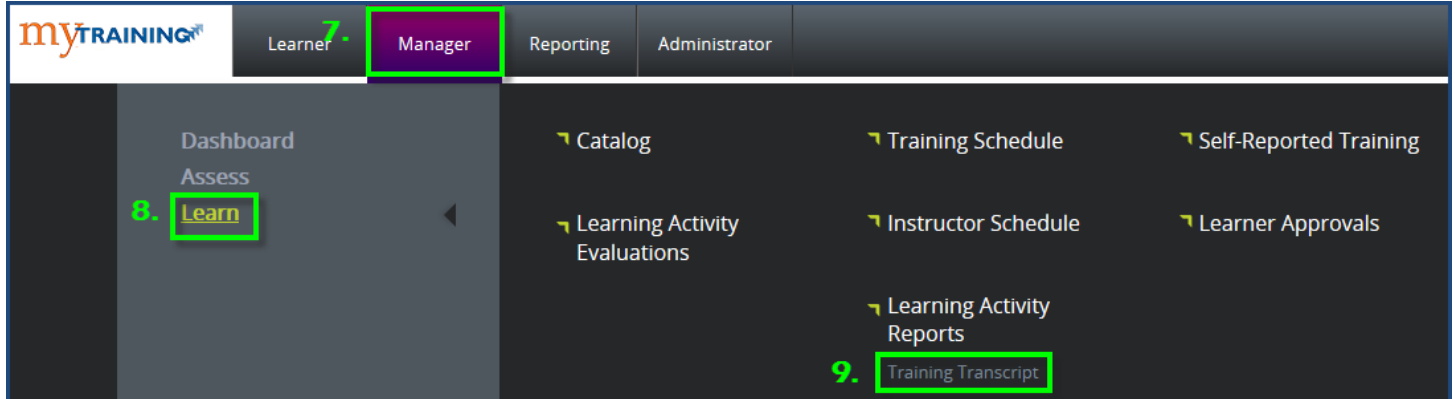 myTRAINING
Learner
7.
Manager
Reporting
Administrator
Dashboard
Assess
8.
Learn
Catalog
Training Schedule
Self-Reported Training
Learning Activity
Evaluations
Instructor Schedule
Learner Approvals
Learning Activity
Reports
9.
Training Transcript